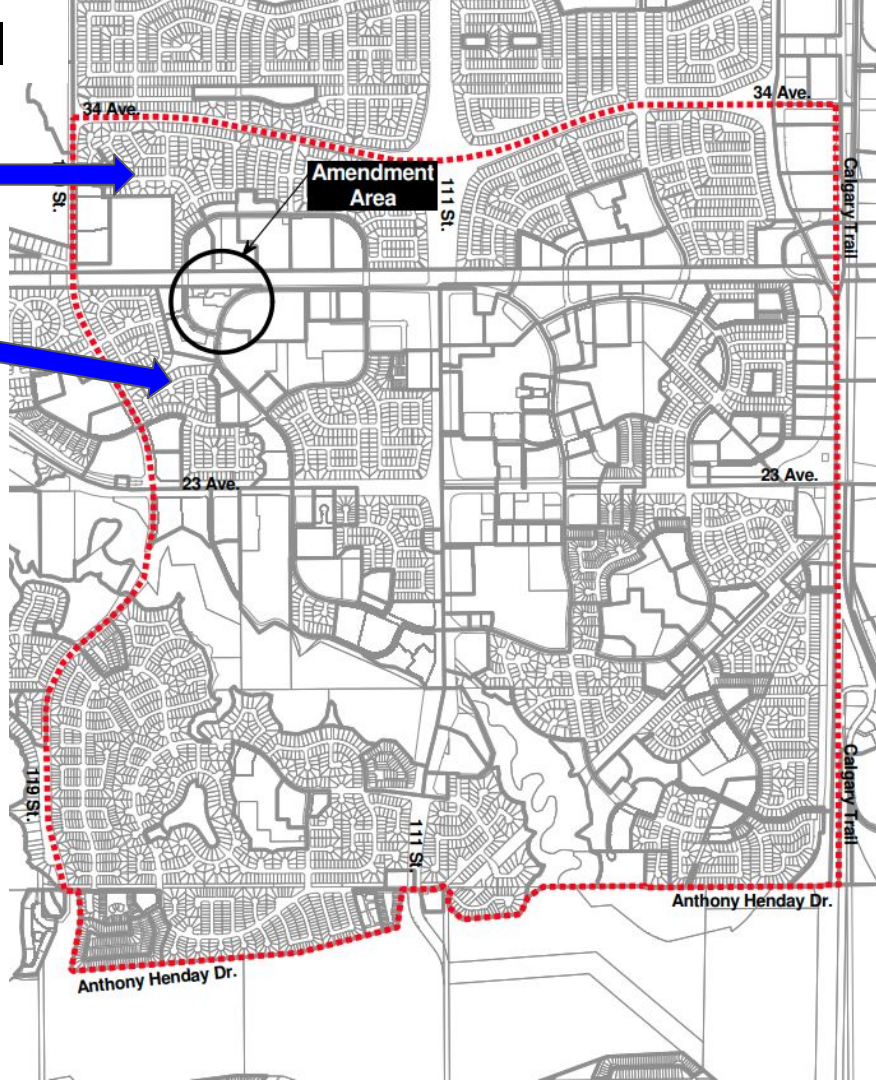 34 Ave.
34 Ave.
Amendment
Area
St.
111 St.
Calgary Trail
23 Ave.
23 Ave.
119 St.
111 St.
Calgary Trail
Anthony Henday Dr.
Anthony Henday Dr.